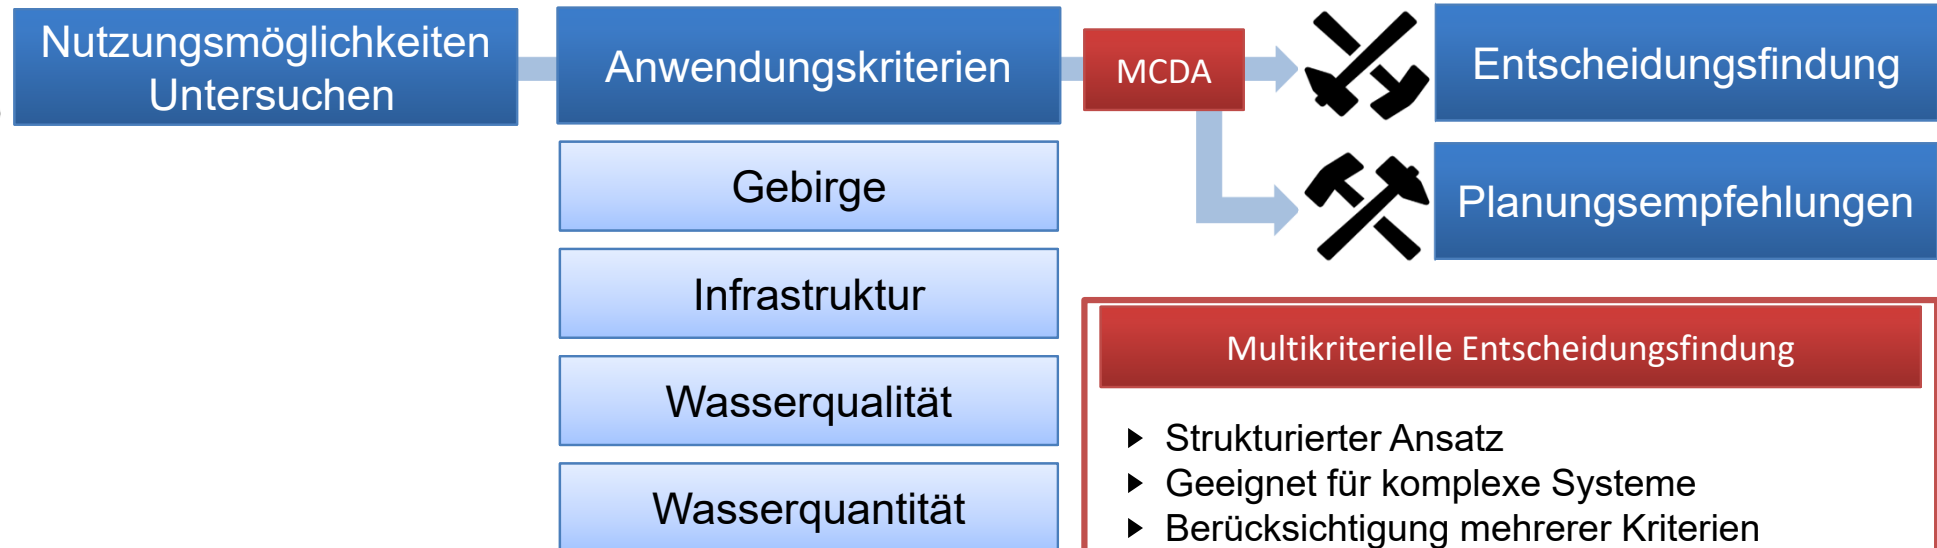 Nutzungsmöglichkeiten
Untersuchen
Anwendungskriterien
MCDA
Entscheidungsfindung
Planungsempfehlungen
Gebirge
Infrastruktur
Wasserqualität
Wasserquantität
Multikriterielle Entscheidungsfindung
Strukturierter Ansatz
Geeignet für komplexe Systeme
Berücksichtigung mehrerer Kriterien